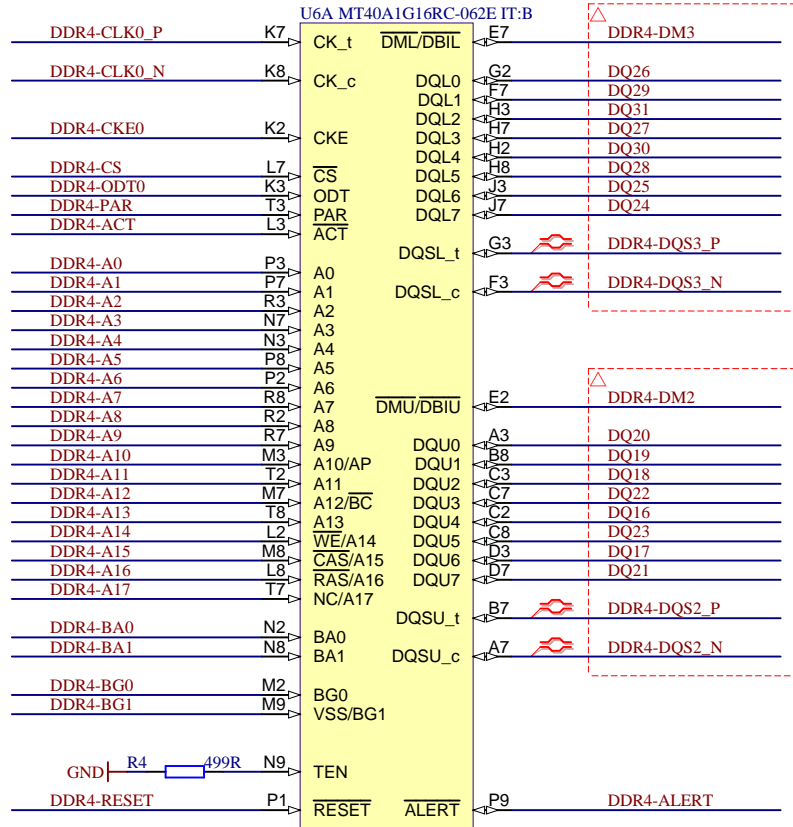 U6A MT40A1G16RC-062E IT:B
DDR4-CLK0_P K7 CK_t DML/DBIL E7 DDR4-DM3
DDR4-CLK0_N K8 CK_c DQL0 G2 DQ26
DQL1 F7 DQ29
DQL2 H3 DQ31
DDR4-CKE0 K2 CKE DQL3 H7 DQ27
DQL4 H2 DQ30
DDR4-CS L7 CS DQL5 H8 DQ28
DDR4-ODT0 K3 ODT DQL6 J3 DQ25
DDR4-PAR T3 PAR DQL7 J7 DQ24
DDR4-ACT L3 ACT
DQSL_t G3 DDR4-DQS3_P
DDR4-A0 P3 A0
DDR4-A1 P7 A1 DQSL_c F3 DDR4-DQS3_N
DDR4-A2 R3 A2
DDR4-A3 N7 A3
DDR4-A4 N3 A4
DDR4-A5 P8 A5
DDR4-A6 P2 A6
DDR4-A7 R8 A7 DMU/DBIU E2 DDR4-DM2
DDR4-A8 R2 A8
DDR4-A9 R7 A9 DQU0 A3 DQ20
DDR4-A10 M3 A10/AP DQU1 B8 DQ19
DDR4-A11 T2 A11 DQU2 C3 DQ18
DDR4-A12 M7 A12/BC DQU3 C7 DQ22
DDR4-A13 T8 A13 DQU4 C2 DQ16
DDR4-A14 L2 WE/A14 DQU5 C8 DQ23
DDR4-A15 M8 CAS/A15 DQU6 D3 DQ17
DDR4-A16 L8 RAS/A16 DQU7 D7 DQ21
DDR4-A17 T7 NC/A17
DQSU_t B7 DDR4-DQS2_P
DDR4-BA0 N2 BA0
DDR4-BA1 N8 BA1 DQSU_c A7 DDR4-DQS2_N
DDR4-BG0 M2 BG0
DDR4-BG1 M9 VSS/BG1
GND R4 499R N9 TEN
DDR4-RESET P1 RESET ALERT P9 DDR4-ALERT